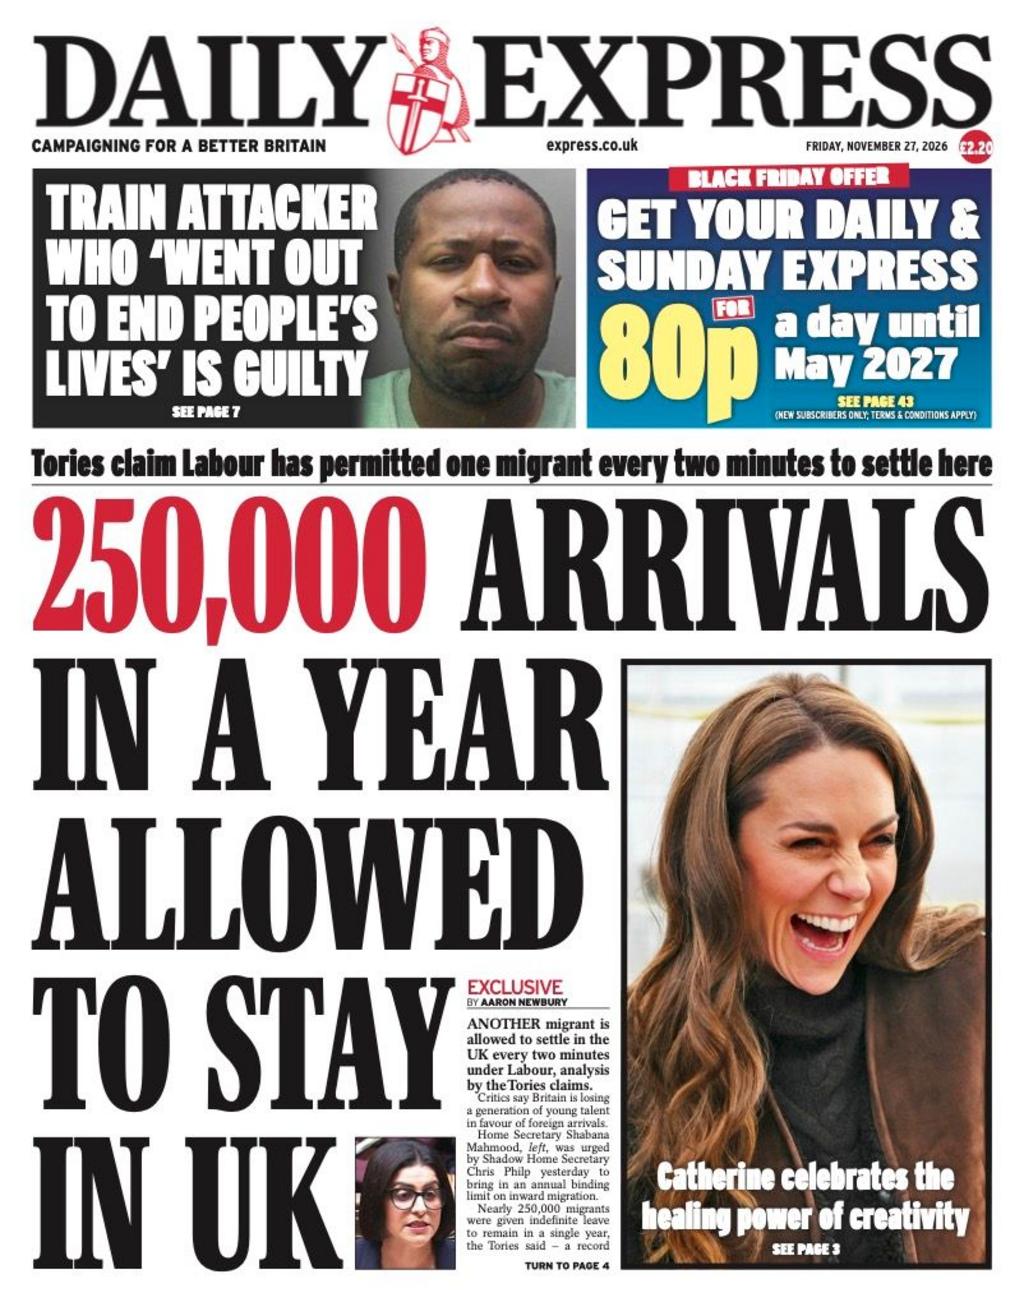 DAILY EXPRESS
CAMPAIGNING FOR A BETTER BRITAIN
express.co.uk
FRIDAY, NOVEMBER 27, 2026
£2.20
TRAIN ATTACKER
WHO ‘WENT OUT
TO END PEOPLE’S
LIVES’ IS GUILTY
SEE PAGE 7
BLACK FRIDAY OFFER
GET YOUR DAILY &
SUNDAY EXPRESS
FOR
80p
a day until
May 2027
SEE PAGE 43
(NEW SUBSCRIBERS ONLY; TERMS & CONDITIONS APPLY)
Tories claim Labour has permitted one migrant every two minutes to settle here
250,000 ARRIVALS
IN A YEAR
ALLOWED
TO STAY
IN UK
EXCLUSIVE
BY AARON NEWBURY
ANOTHER migrant is
allowed to settle in the
UK every two minutes
under Labour, analysis
by the Tories claims.
Critics say Britain is losing
a generation of young talent
in favour of foreign arrivals.
Home Secretary Shabana
Mahmood, left, was urged
by Shadow Home Secretary
Chris Philp yesterday to
bring in an annual binding
limit on inward migration.
Nearly 250,000 migrants
were given indefinite leave
to remain in a single year,
the Tories said – a record
TURN TO PAGE 4
Catherine celebrates the
healing power of creativity
SEE PAGE 3